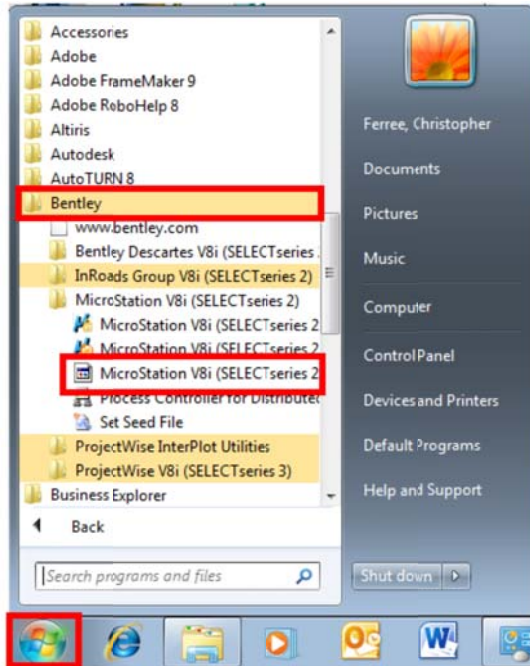 Accessories
Adobe
Adobe FrameMaker 9
Adobe RoboHelp 8
Altiris
Autodesk
AutoTURN 8
Bentley
www.bentley.com
Bentley Descartes V8i (SELECTseries
InRoads Group V8i (SELECTseries 2)
MicroStation V8i (SELECTseries 2)
MicroStation V8i (SELECTseries 2
MicroStation V8i (SELECTseries 2
MicroStation V8i (SELECTseries 2
Process Controller for Distribute
Set Seed File
ProjectWise InterPlot Utilities
ProjectWise V8i (SELECTseries 3)
Business Explorer
Back
Search programs and files
Ferree, Christopher
Documents
Pictures
Music
Computer
Control Panel
Devices and Printers
Default Programs
Help and Support
Shut down